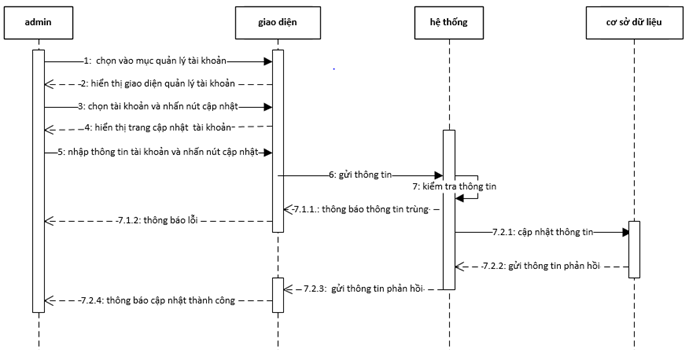 admin
giao diện
hệ thống
cơ sở dữ liệu
1: chọn vào mục quản lý tài khoản
2: hiển thị giao diện quản lý tài khoản
3: chọn tài khoản và nhấn nút cập nhật
4: hiển thị trang cập nhật tài khoản
5: nhập thông tin tài khoản và nhấn nút cập nhật
6: gửi thông tin
7: kiểm tra thông tin
7.1.1.: thông báo thông tin trùng
7.1.2: thông báo lỗi
7.2.1: cập nhật thông tin
7.2.2: gửi thông tin phản hồi
7.2.3: gửi thông tin phản hồi
7.2.4: thông báo cập nhật thành công